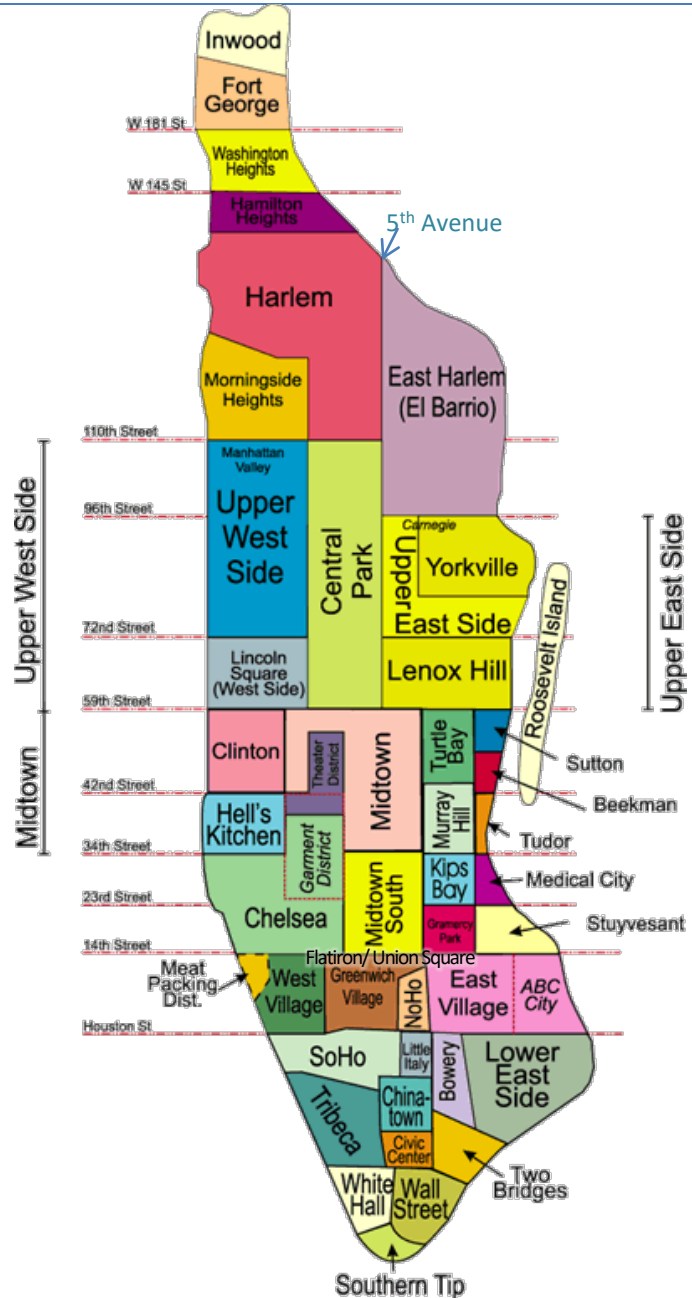 Inwood
Fort
George
W 181 St
Washington
Heights
W 145 St
Hamilton
Heights
5th Avenue
Harlem
East Harlem
(El Barrio)
Morningside
Heights
110th Street
Manhattan
Valley
Upper
West
Side
Central
Park
96th Street
Carnegie
Upper
East Side
Yorkville
Upper West Side
Upper East Side
Roosevelt Island
72nd Street
Lincoln
Square
(West Side)
Lenox Hill
59th Street
Clinton
Theater
District
Midtown
Turtle
Bay
Sutton
Midtown
42nd Street
Beekman
Hell's
Kitchen
Garment
District
Murray
Hill
Tudor
34th Street
Kips
Bay
Medical City
23rd Street
Chelsea
Midtown
South
Gramercy
Park
Stuyvesant
14th Street
Flatiron/ Union Square
Meat
Packing
Dist.
West
Village
Greenwich
Village
NoHo
East
Village
ABC
City
Houston St
SoHo
Little
Italy
Bowery
Lower
East
Side
Tribeca
China-
town
Civic
Center
Two
Bridges
White
Hall
Wall
Street
Southern Tip